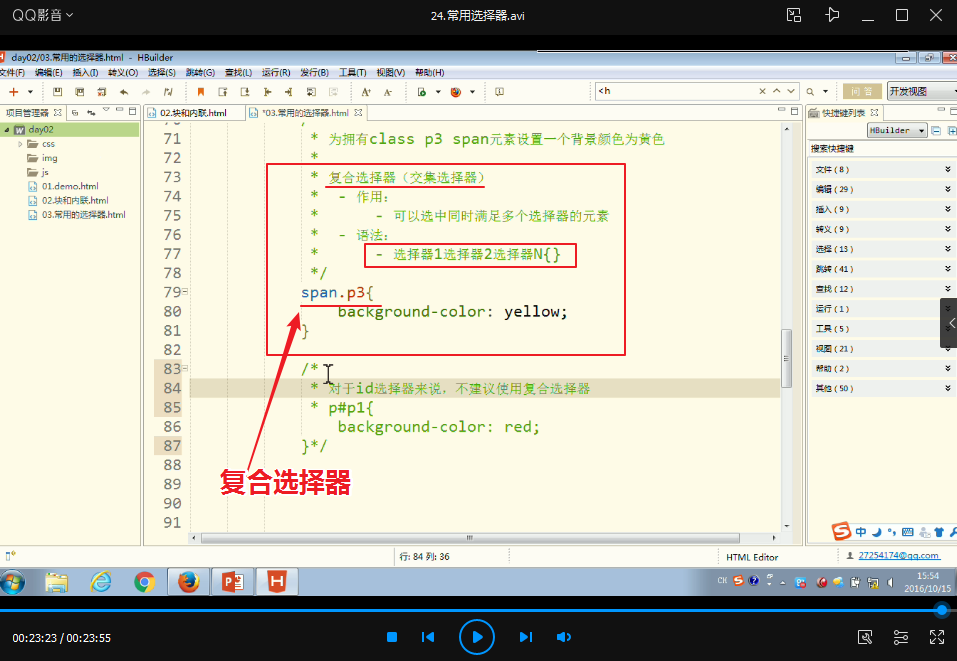 QQ影音
24.常用选择器.avi
day02/03.常用的选择器.html - HBuilder
文件(F) 编辑(E) 插入(I) 转义(O) 选择(S) 跳转(G) 查找(L) 运行(R) 发行(B) 工具(T) 视图(V) 帮助(H)
<h
问 答
开发视图
项目管理器
02.块和内联.html
*03.常用的选择器.html
快捷键列表
day02
css
img
js
01.demo.html
02.块和内联.html
03.常用的选择器.html
71 * 为拥有class p3 span元素设置一个背景颜色为黄色
72 *
73 * 复合选择器（交集选择器）
74 * - 作用：
75 * - 可以选中同时满足多个选择器的元素
76 * - 语法：
77 * - 选择器1选择器2选择器N{}
78 */
79 span.p3{
80 background-color: yellow;
81 }
82
83 /*
84 * 对于id选择器来说，不建议使用复合选择器
85 * p#p1{
86 background-color: red;
87 }*/
88
89
90
91
复合选择器
HBuilder
搜索快捷键
文件 ( 8 )
编辑 ( 29 )
插入 ( 9 )
转义 ( 9 )
选择 ( 13 )
跳转 ( 41 )
查找 ( 12 )
运行 ( 1 )
工具 ( 5 )
视图 ( 21 )
帮助 ( 2 )
其他 ( 50 )
中
行: 84 列: 36
HTML Editor
27254174@qq.com
CH
15:54
2016/10/15
00:23:23 / 00:23:55